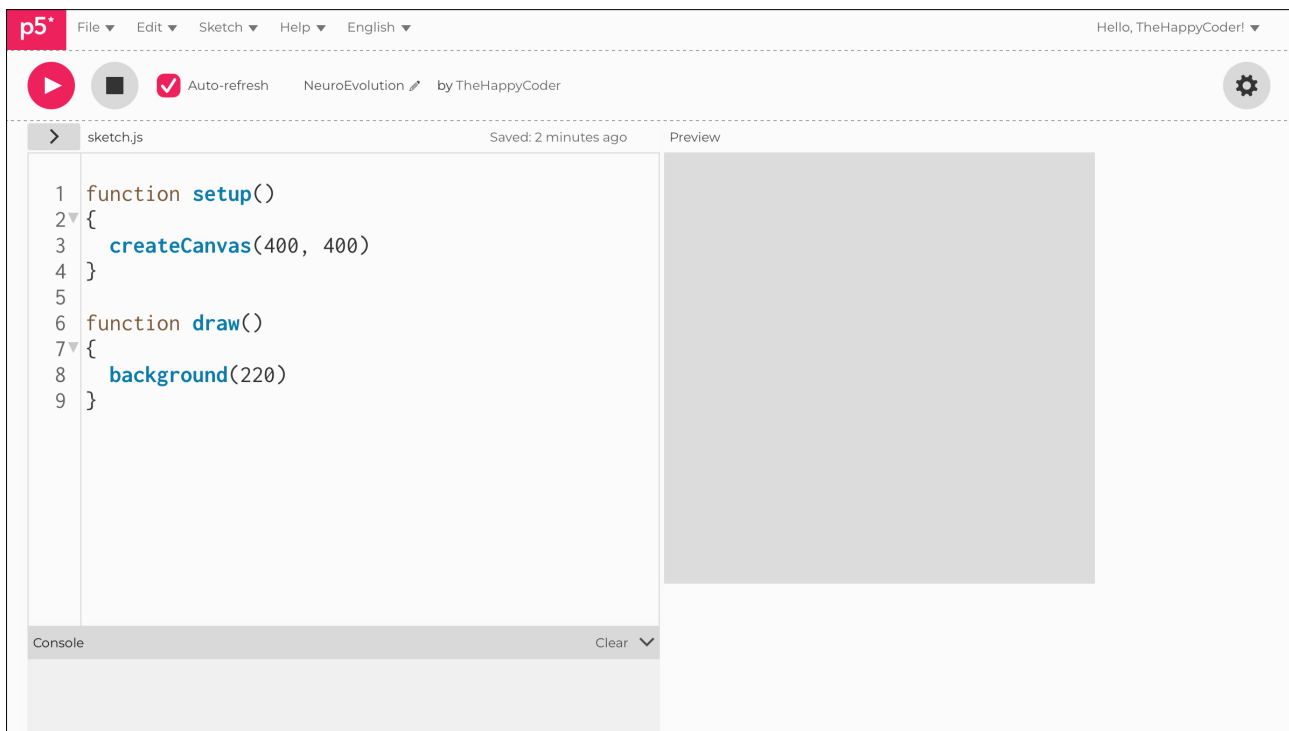 p5* File Edit Sketch Help English Hello, TheHappyCoder!
Auto-refresh NeuroEvolution by TheHappyCoder
sketch.js Saved: 2 minutes ago Preview
1 function setup()
2 {
3   createCanvas(400, 400)
4 }
5
6 function draw()
7 {
8   background(220)
9 }
Console Clear